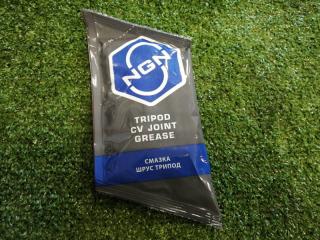 NGN
TRIPOD
CV JOINT
GREASE
СМАЗКА
ШРУС ТРИПОД